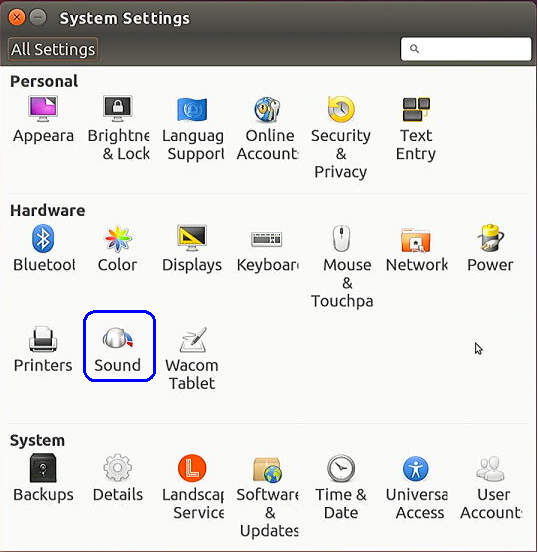 System Settings
All Settings
Personal
Appeara Brightne Languag Online Security Text
& Lock Support Account: & Entry
Privacy
Hardware
Bluetoot Color Displays Keyboar Mouse Network Power
&
Touchpa
Printers Sound Wacom
Tablet
System
Backups Details Landscap Software Time & Universa User
Service & Date Access Account:
Updates